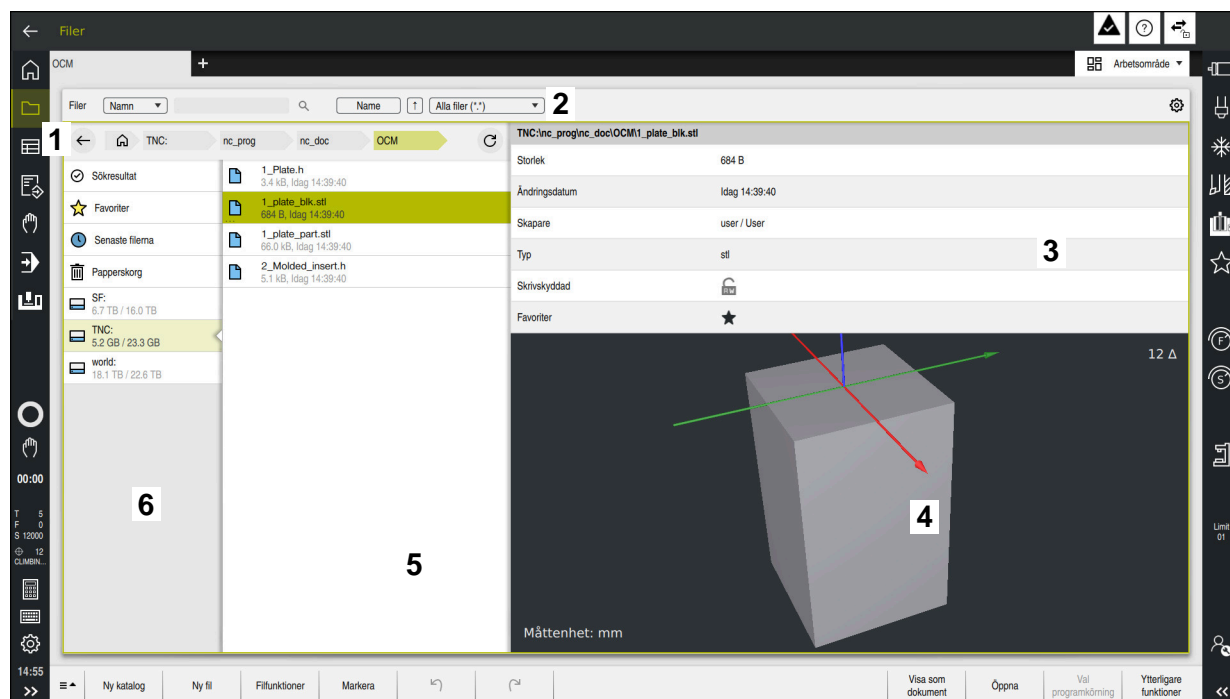 Filer
OCM
+
Arbetsområde
Filer
Namn
Name
↑
Alla filer (*.*)
2
1
TNC:
nc_prog
nc_doc
OCM
TNC:\nc_prog\nc_doc\OCM\1_plate_blk.stl
Sökresultat
Favoriter
Senaste filerna
Papperskorg
SF:
6.7 TB / 16.0 TB
TNC:
5.2 GB / 23.3 GB
world:
18.1 TB / 22.6 TB
6
1_Plate.h
3.4 kB, Idag 14:39:40
1_plate_blk.stl
684 B, Idag 14:39:40
1_plate_part.stl
66.0 kB, Idag 14:39:40
2_Molded_insert.h
5.1 kB, Idag 14:39:40
5
Storlek 684 B
Ändringsdatum Idag 14:39:40
Skapare user / User
Typ stl
3
Skrivskyddad RW
Favoriter
12 Δ
4
Måttenhet: mm
00:00
T 5
F 0
S 12000
12
CLIMBIN...
14:55
F
S
Limit
01
Ny katalog
Ny fil
Filfunktioner
Markera
Visa som
dokument
Öppna
Val
programkörning
Ytterligare
funktioner